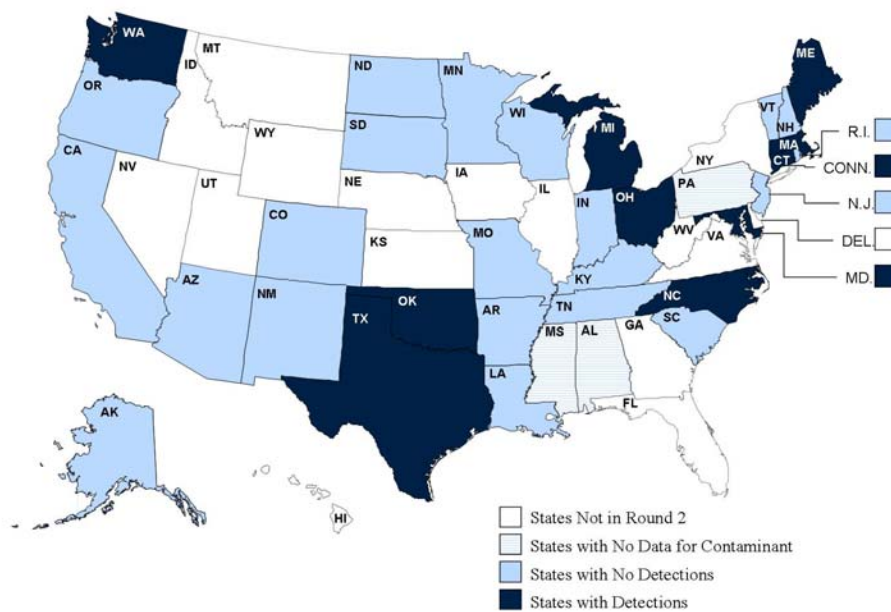 WA
ME
MT
ND
MN
VT
ID
OR
WI
NH
R.I.
SD
MI
MA
WY
CT
CONN.
CA
NY
NV
IA
PA
N.J.
NE
UT
IL
IN
OH
CO
WV
DEL.
KS
MO
VA
KY
MD.
AZ
NC
OK
TN
NM
AR
TX
SC
MS
AL
GA
LA
FL
AK
HI
States Not in Round 2
States with No Data for Contaminant
States with No Detections
States with Detections